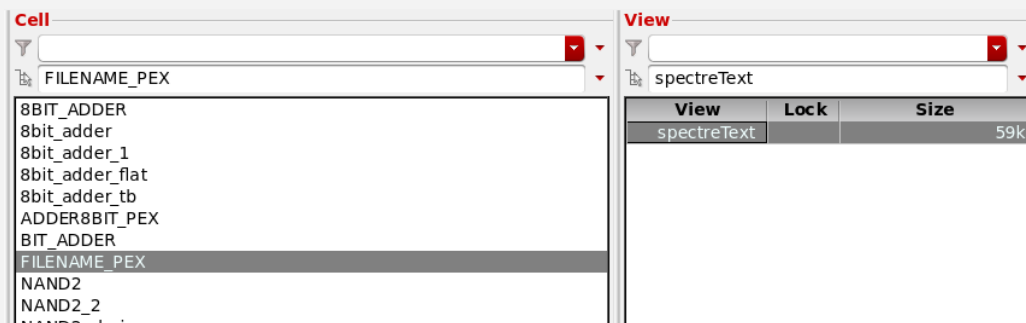 Cell
FILENAME_PEX
8BIT_ADDER
8bit_adder
8bit_adder_1
8bit_adder_flat
8bit_adder_tb
ADDER8BIT_PEX
BIT_ADDER
FILENAME_PEX
NAND2
NAND2_2
View
spectreText
View Lock Size
spectreText 59k